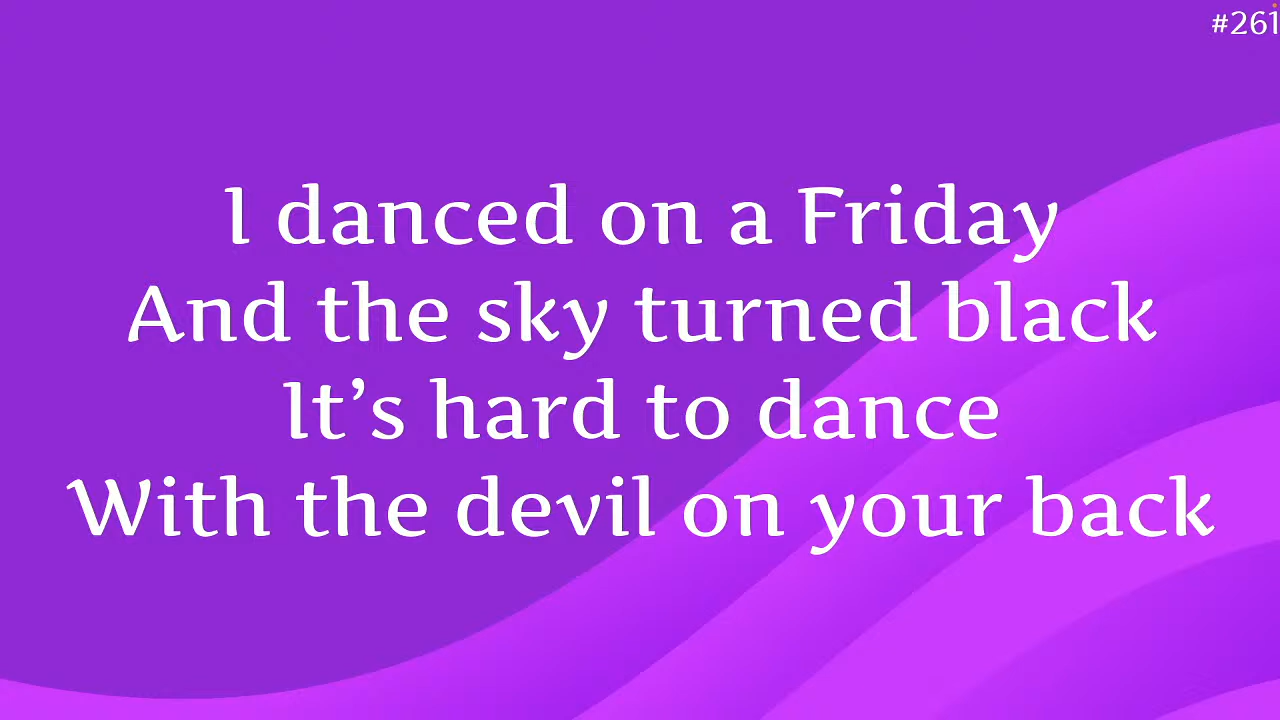 #261
I danced on a Friday
And the sky turned black
It’s hard to dance
With the devil on your back